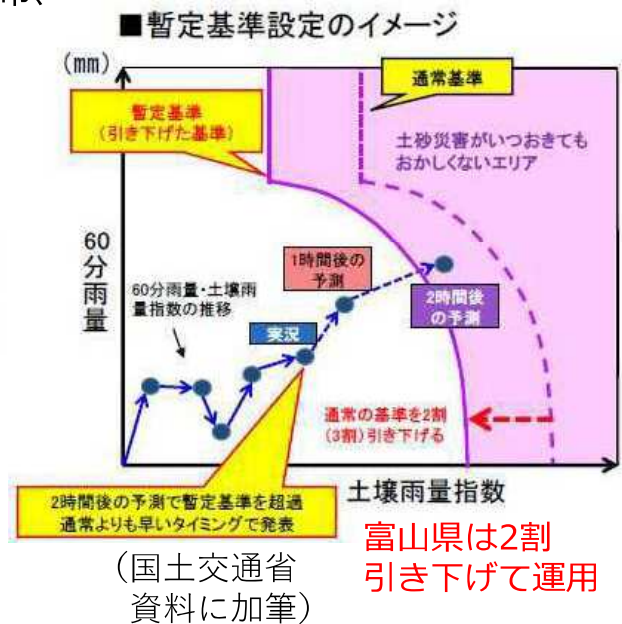 ■暫定基準設定のイメージ
(mm)
通常基準
暫定基準
(引き下げた基準)
土砂災害がいつおきても
おかしくないエリア
60分雨量
1時間後の
予測
60分雨量・土壌雨
量指数の推移
2時間後
の予測
実況
通常の基準を2割
(3割)引き下げる
2時間後の予測で暫定基準を超過
通常よりも早いタイミングで発表
土壌雨量指数
富山県は2割
引き下げて運用
(国土交通省
資料に加筆)